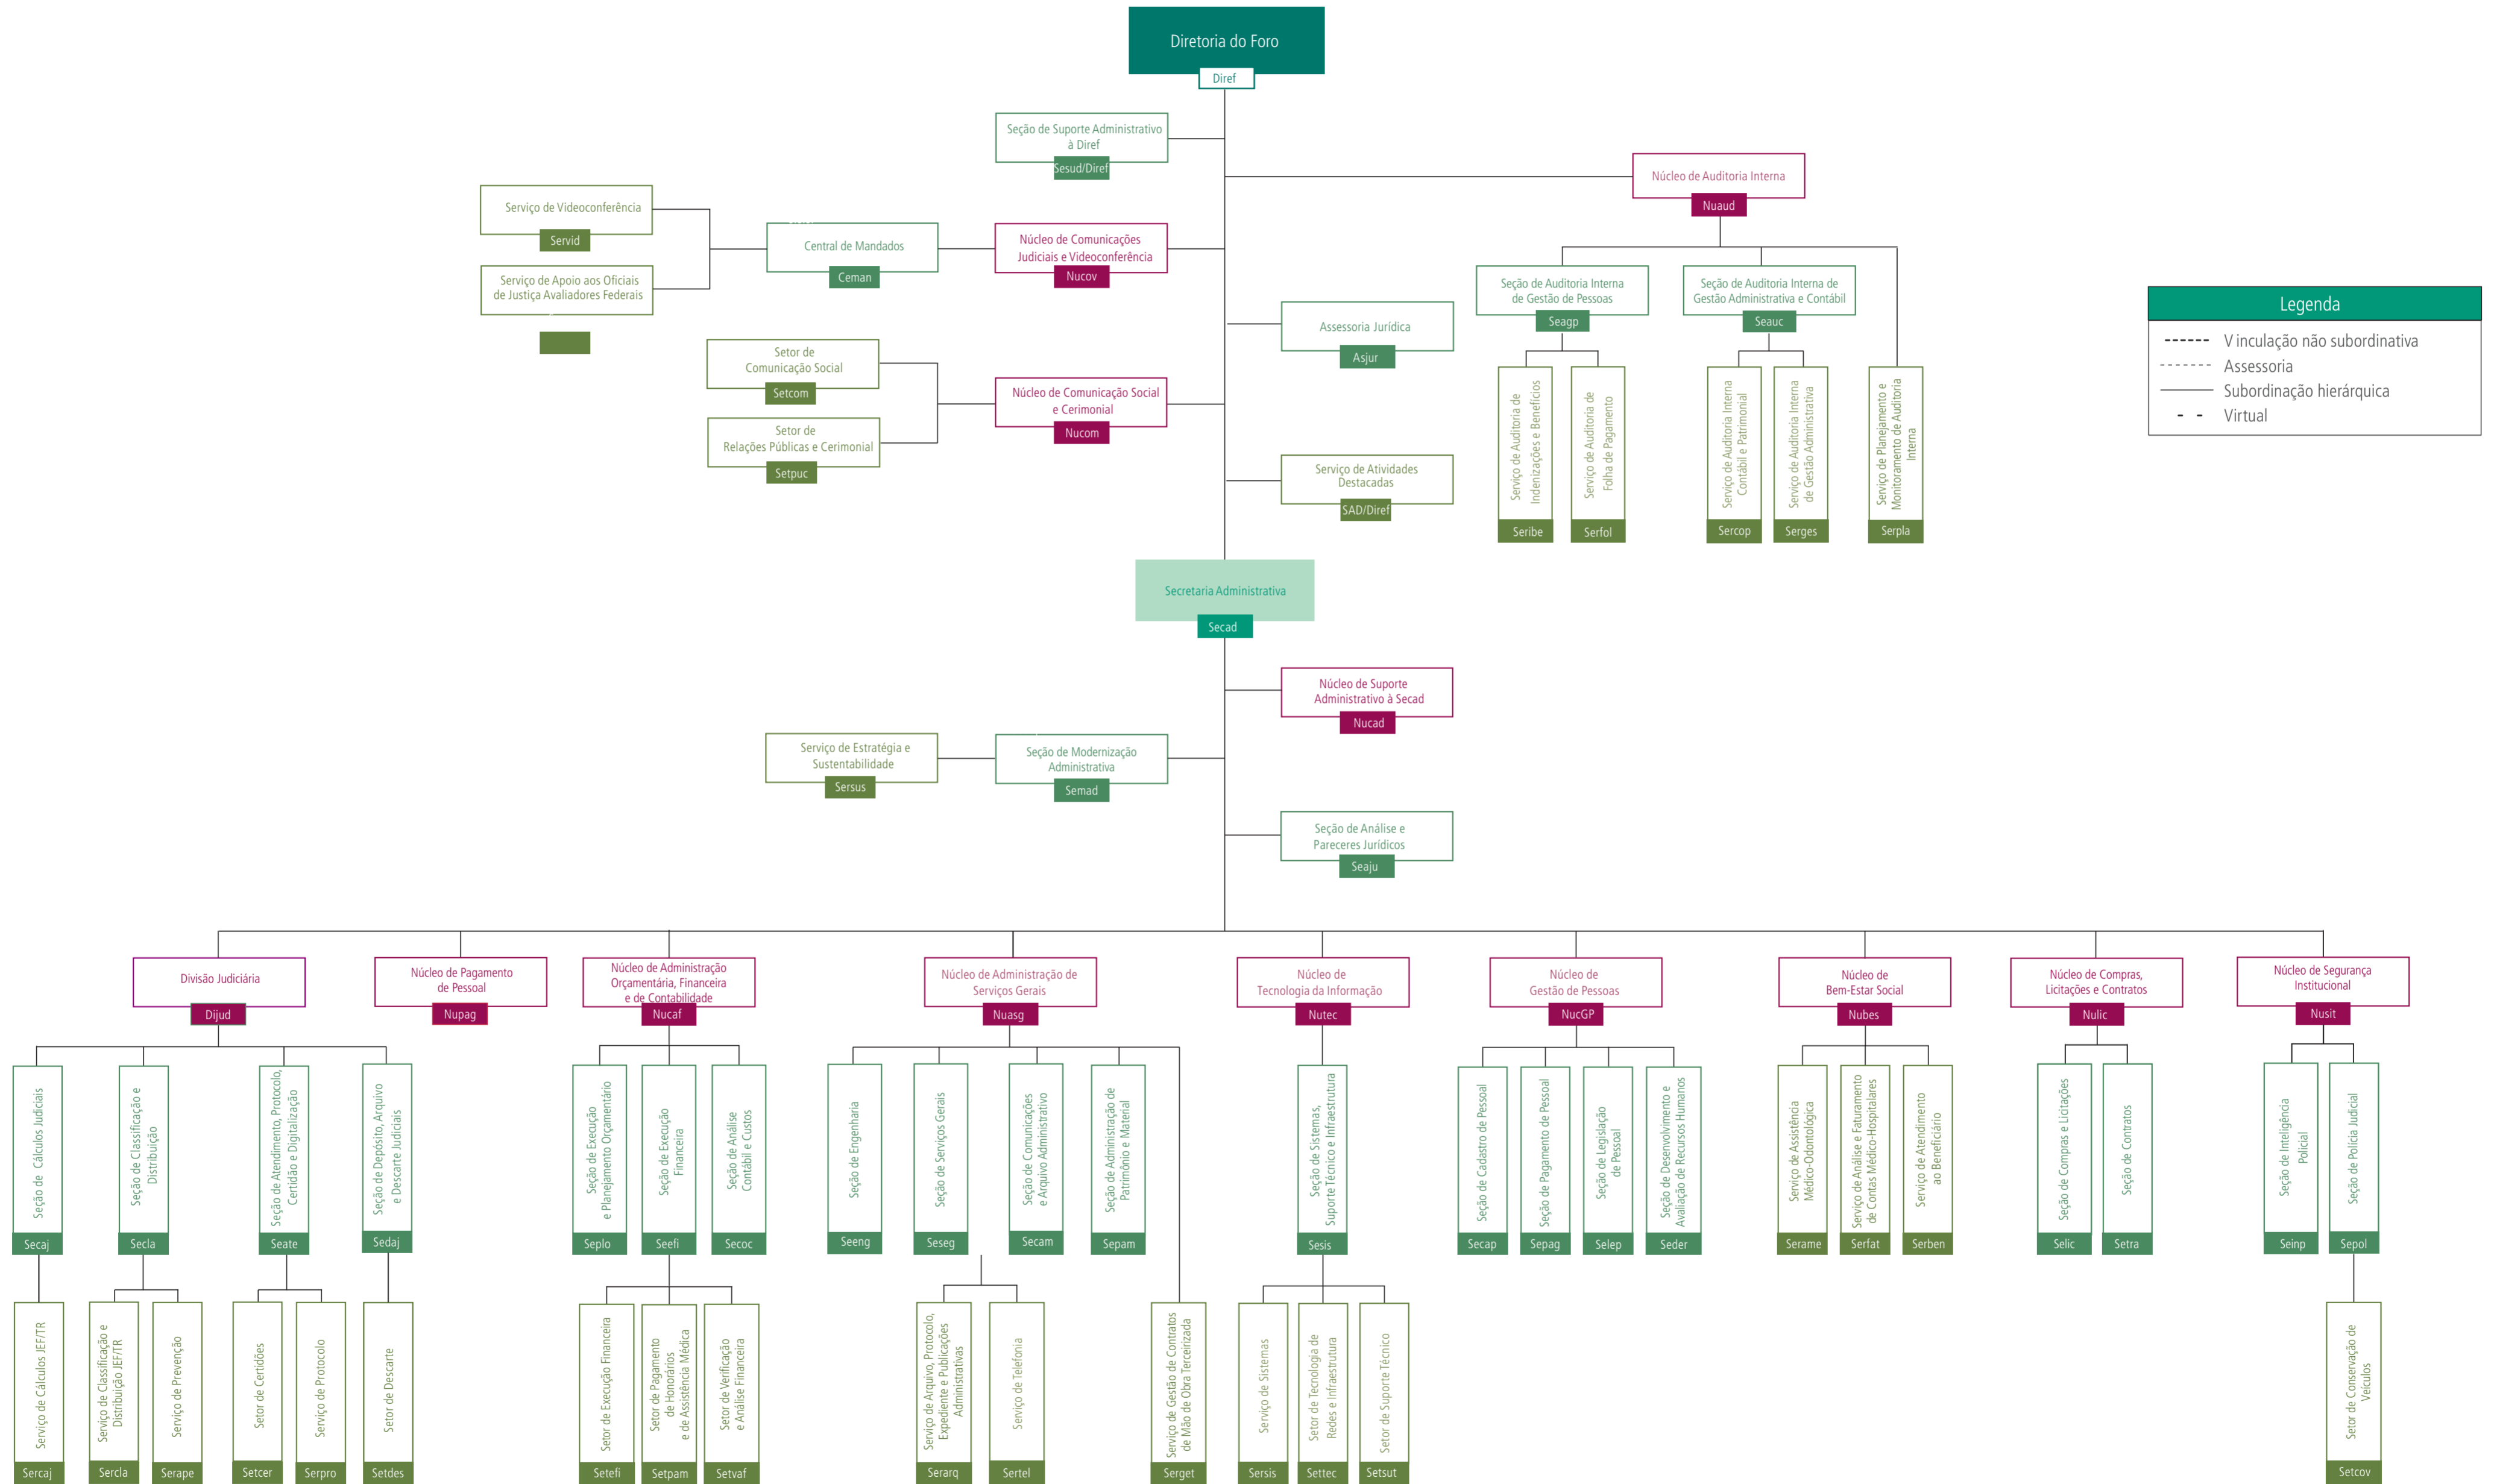 Diretoria do Foro
Diref
Seção de Suporte Administrativo
à Diref
Sesud/Diref
Núcleo de Auditoria Interna
Nuaud
Serviço de Videoconferência
Servid
Serviço de Apoio aos Oficiais
de Justiça Avaliadores Federais
Central de Mandados
Ceman
Núcleo de Comunicações
Judiciais e Videoconferência
Nucov
Seção de Auditoria Interna
de Gestão de Pessoas
Seagp
Seção de Auditoria Interna de
Gestão Administrativa e Contábil
Seauc
Legenda
Vinculação não subordinativa
Assessoria
Subordinação hierárquica
Virtual
Assessoria Jurídica
Asjur
Setor de
Comunicação Social
Setcom
Setor de
Relações Públicas e Cerimonial
Setpuc
Núcleo de Comunicação Social
e Cerimonial
Nucom
Serviço de Atividades
Destacadas
SAD/Diref
Serviço de Auditoria de
Indenizações e Benefícios
Seribe
Serviço de Auditoria de
Folha de Pagamento
Serfol
Serviço de Auditoria Interna
Contábil e Patrimonial
Sercop
Serviço de Auditoria Interna
de Gestão Administrativa
Serges
Serviço de Planejamento e
Monitoramento de Auditoria
Interna
Serpla
Secretaria Administrativa
Secad
Núcleo de Suporte
Administrativo à Secad
Nucad
Serviço de Estratégia e
Sustentabilidade
Sersus
Seção de Modernização
Administrativa
Semad
Seção de Análise e
Pareceres Jurídicos
Seaju
Divisão Judiciária
Dijud
Núcleo de Pagamento
de Pessoal
Nupag
Núcleo de Administração
Orçamentária, Financeira
e de Contabilidade
Nucaf
Núcleo de Administração de
Serviços Gerais
Nuasg
Núcleo de
Tecnologia da Informação
Nutec
Núcleo de
Gestão de Pessoas
NucGP
Núcleo de
Bem-Estar Social
Nubes
Núcleo de Compras,
Licitações e Contratos
Nulic
Núcleo de Segurança
Institucional
Nusit
Seção de Cálculos Judiciais
Secaj
Seção de Classificação e
Distribuição
Secla
Seção de Atendimento, Protocolo,
Certidão e Digitalização
Seate
Seção de Depósito, Arquivo
e Descarte Judiciais
Sedaj
Seção de Execução
e Planejamento Orçamentário
Seplo
Seção de Execução
Financeira
Seefi
Seção de Análise
Contábil e Custos
Secoc
Seção de Engenharia
Seeng
Seção de Serviços Gerais
Seseg
Seção de Comunicações
e Arquivo Administrativo
Secam
Seção de Administração de
Patrimônio e Material
Sepam
Seção de Sistemas,
Suporte Técnico e Infraestrutura
Sesis
Seção de Cadastro de Pessoal
Secap
Seção de Pagamento de Pessoal
Sepag
Seção de Legislação
de Pessoal
Selep
Seção de Desenvolvimento e
Avaliação de Recursos Humanos
Seder
Serviço de Assistência
Médico-Odontológica
Serame
Serviço de Análise e Faturamento
de Contas Médico-Hospitalares
Serfat
Serviço de Atendimento
ao Beneficiário
Serben
Seção de Compras e Licitações
Selic
Seção de Contratos
Setra
Seção de Inteligência
Policial
Seinp
Seção de Polícia Judicial
Sepol
Serviço de Cálculos JEF/TR
Sercaj
Serviço de Classificação e
Distribuição JEF/TR
Sercla
Serviço de Prevenção
Serape
Setor de Certidões
Setcer
Serviço de Protocolo
Serpro
Setor de Descarte
Setdes
Setor de Execução Financeira
Setefi
Setor de Pagamento
de Honorários
e de Assistência Médica
Setpam
Setor de Verificação
e Análise Financeira
Setvaf
Serviço de Arquivo, Protocolo,
Expediente e Publicações
Administrativas
Serarq
Serviço de Telefonia
Sertel
Serviço de Gestão de Contratos
de Mão de Obra Terceirizada
Serget
Serviço de Sistemas
Sersis
Setor de Tecnologia de
Redes e Infraestrutura
Settec
Setor de Suporte Técnico
Setsut
Setor de Conservação de
Veículos
Setcov